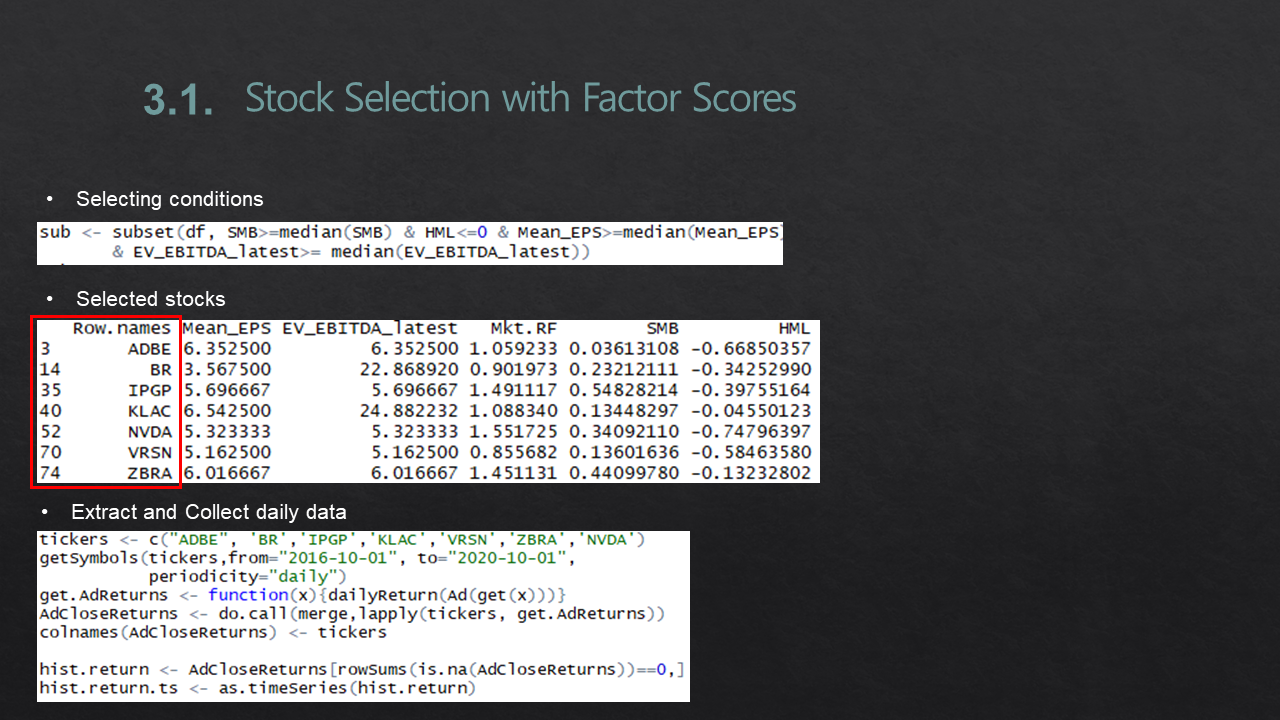 3.1. Stock Selection with Factor Scores
• Selecting conditions
sub <- subset(df, SMB>=median(SMB) & HML<=0 & Mean_EPS>=median(Mean_EPS)
& EV_EBITDA_latest>= median(EV_EBITDA_latest))
• Selected stocks
Row.names Mean_EPS EV_EBITDA_latest Mkt.RF SMB HML
3 ADBE 6.352500 6.352500 1.059233 0.03613108 -0.66850357
14 BR 3.567500 22.868920 0.901973 0.23212111 -0.34252990
35 IPGP 5.696667 5.696667 1.491117 0.54828214 -0.39755164
40 KLAC 6.542500 24.882232 1.088340 0.13448297 -0.04550123
52 NVDA 5.323333 5.323333 1.551725 0.34092110 -0.74796397
70 VRSN 5.162500 5.162500 0.855682 0.13601636 -0.58463580
74 ZBRA 6.016667 6.016667 1.451131 0.44099780 -0.13232802
• Extract and Collect daily data
tickers <- c("ADBE", 'BR','IPGP','KLAC','VRSN','ZBRA','NVDA')
getSymbols(tickers,from="2016-10-01", to="2020-10-01",
periodicity="daily")
get.AdReturns <- function(x){dailyReturn(Ad(get(x)))}
AdCloseReturns <- do.call(merge,lapply(tickers, get.AdReturns))
colnames(AdCloseReturns) <- tickers
hist.return <- AdCloseReturns[rowSums(is.na(AdCloseReturns))==0,]
hist.return.ts <- as.timeSeries(hist.return)